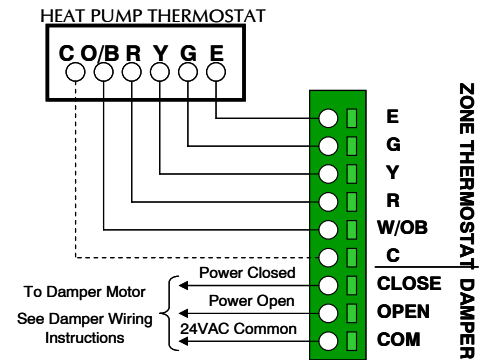 HEAT PUMP THERMOSTAT
C O/B R Y G E
E
G
Y
R
W/OB
C
CLOSE
OPEN
COM
ZONE THERMOSTAT
DAMPER
Power Closed
Power Open
24VAC Common
To Damper Motor
See Damper Wiring
Instructions